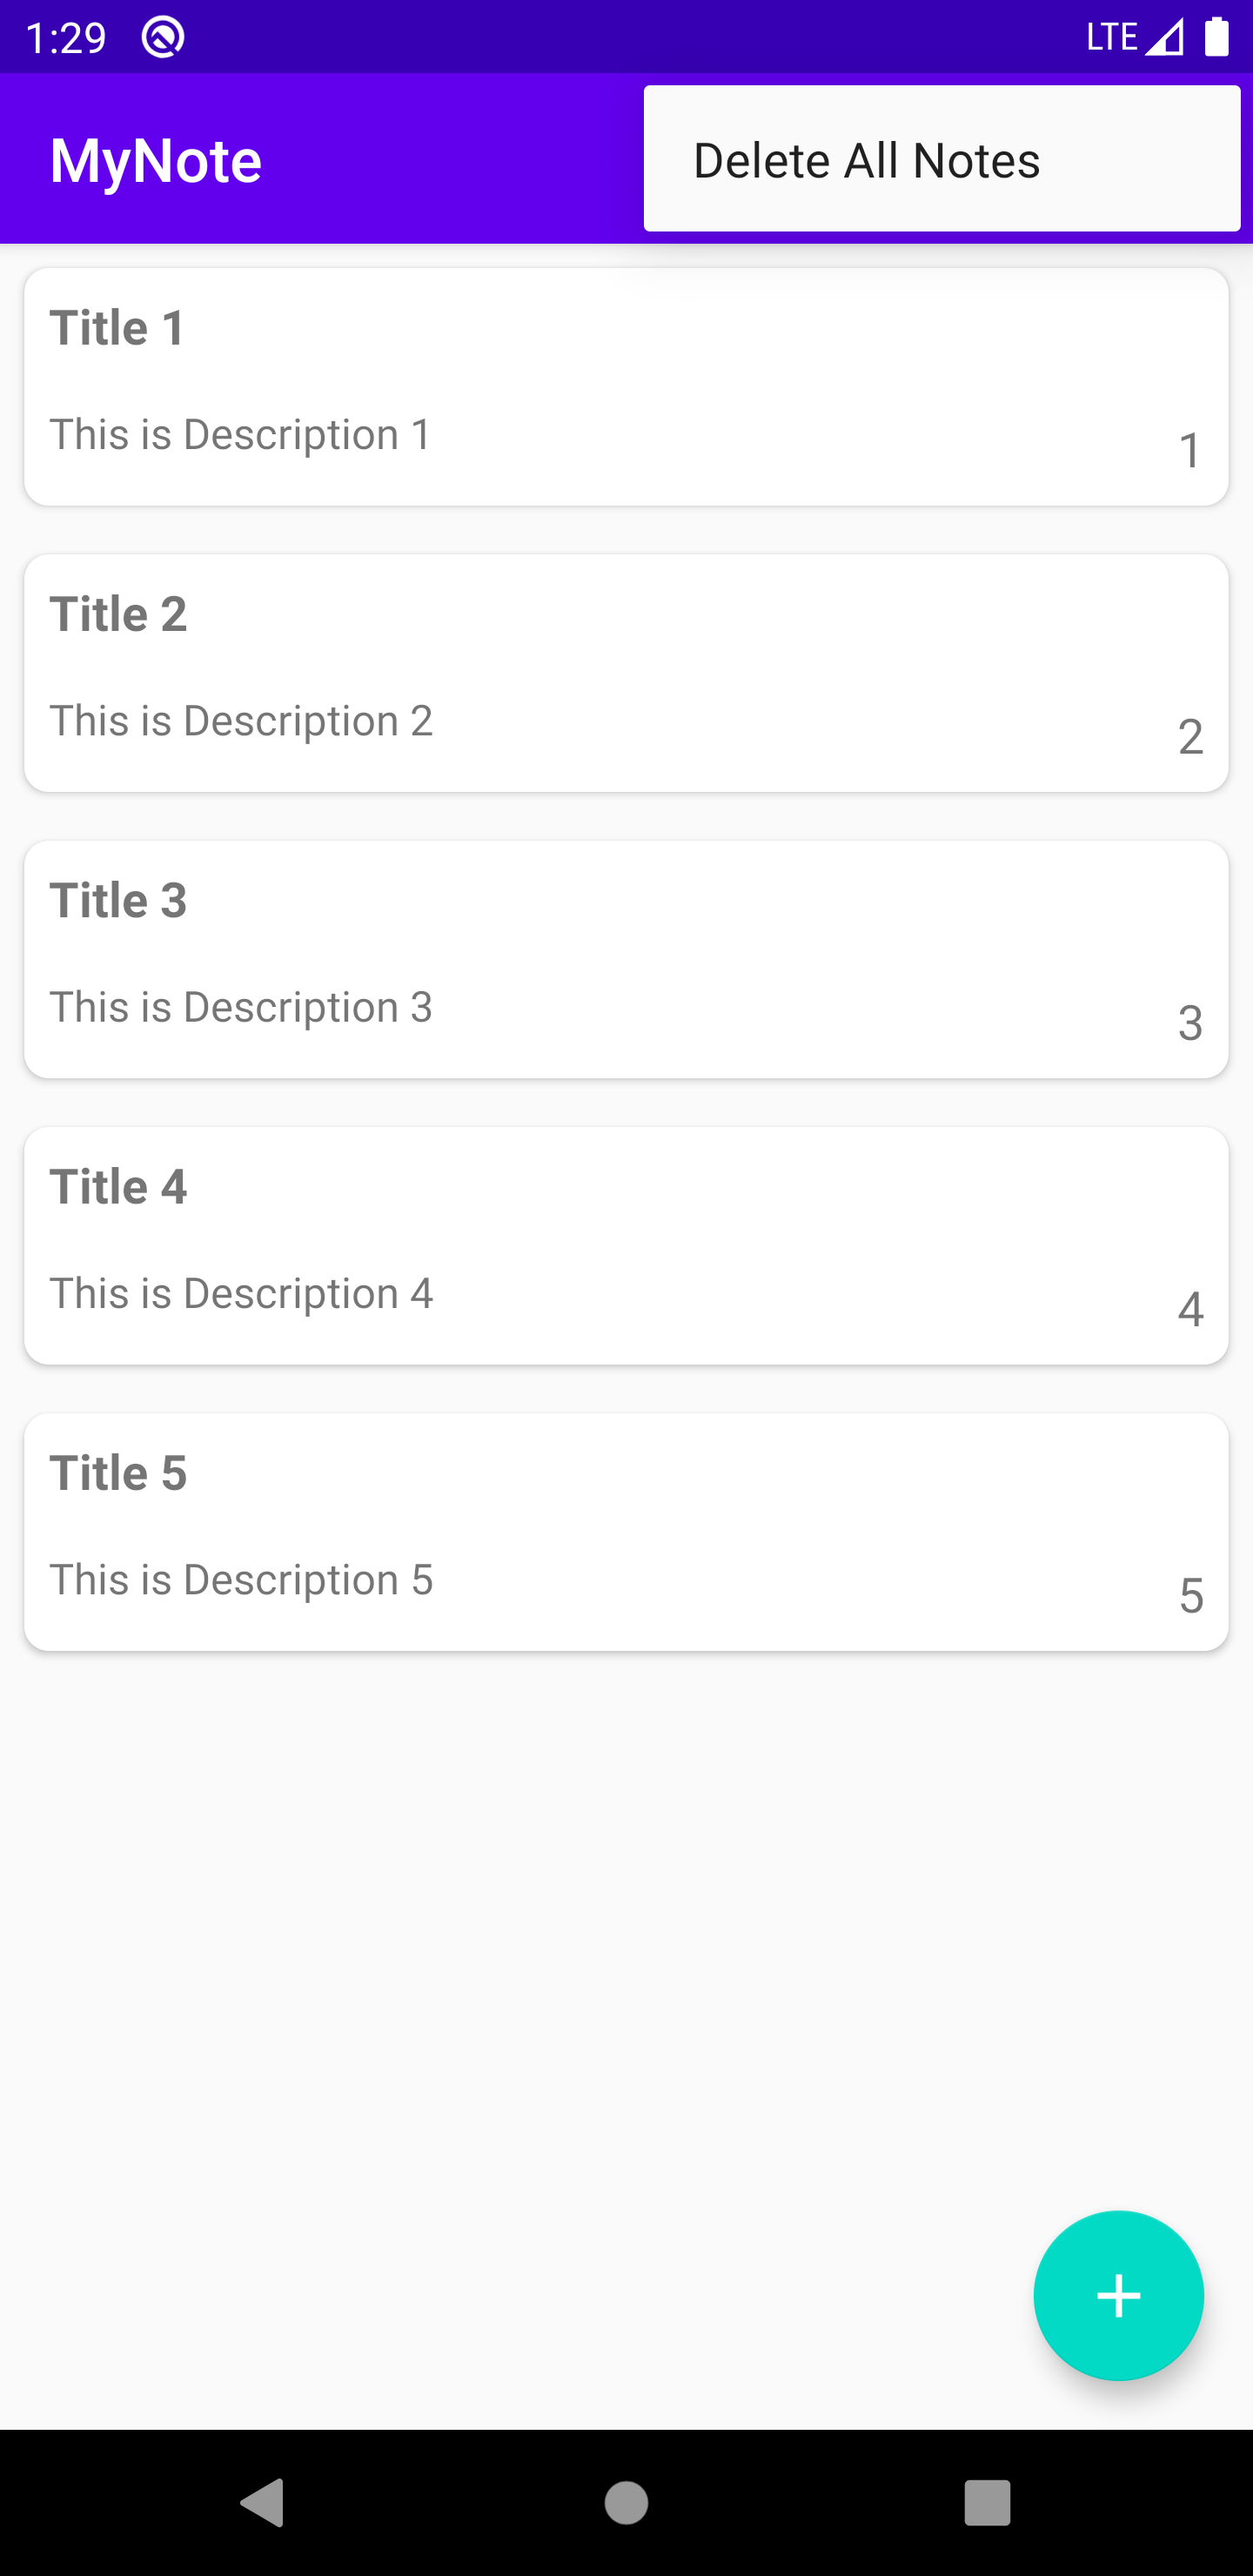 1:29 LTE
MyNote
Delete All Notes
Title 1
This is Description 1
1
Title 2
This is Description 2
2
Title 3
This is Description 3
3
Title 4
This is Description 4
4
Title 5
This is Description 5
5